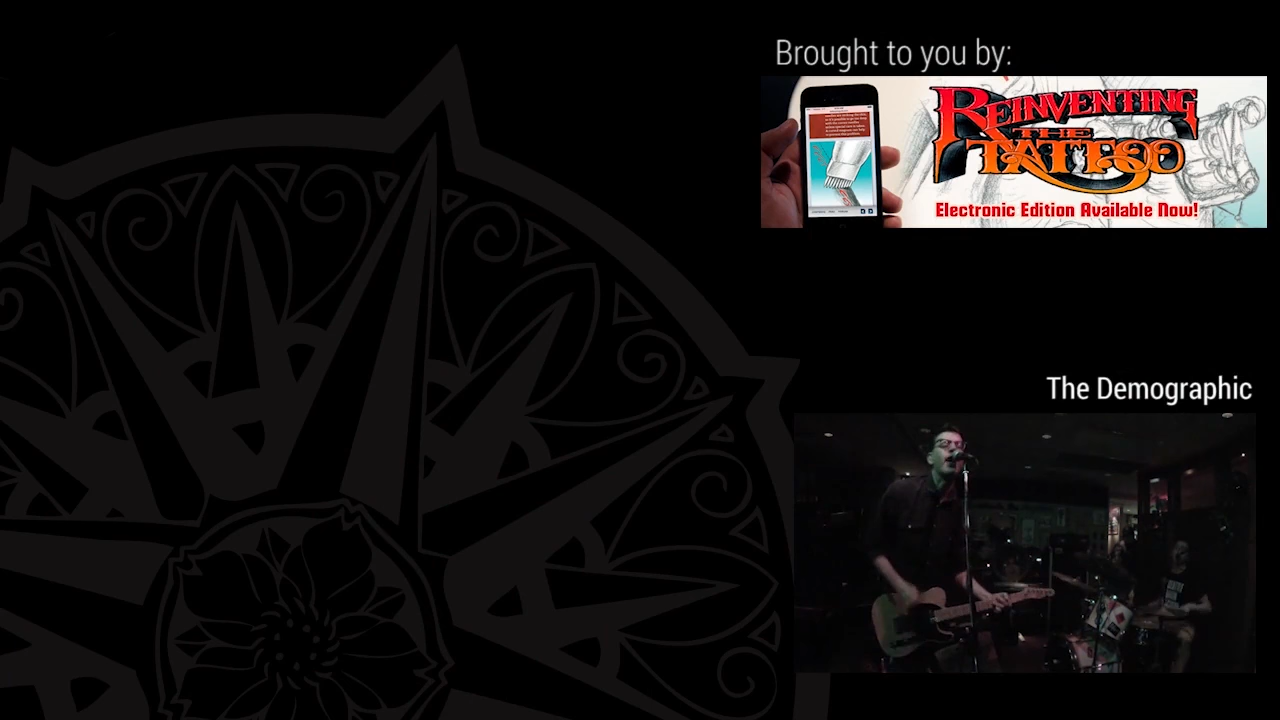 Brought to you by:
REINVENTING
THE
TATTOO
Electronic Edition Available Now!
The Demographic